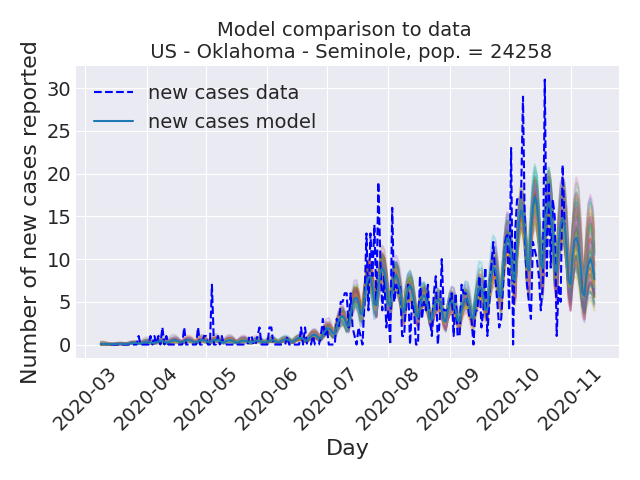 Model comparison to data
US - Oklahoma - Seminole, pop. = 24258
Number of new cases reported
30
25
20
15
10
5
0
new cases data
new cases model
2020-03
2020-04
2020-05
2020-06
2020-07
2020-08
2020-09
2020-10
2020-11
Day